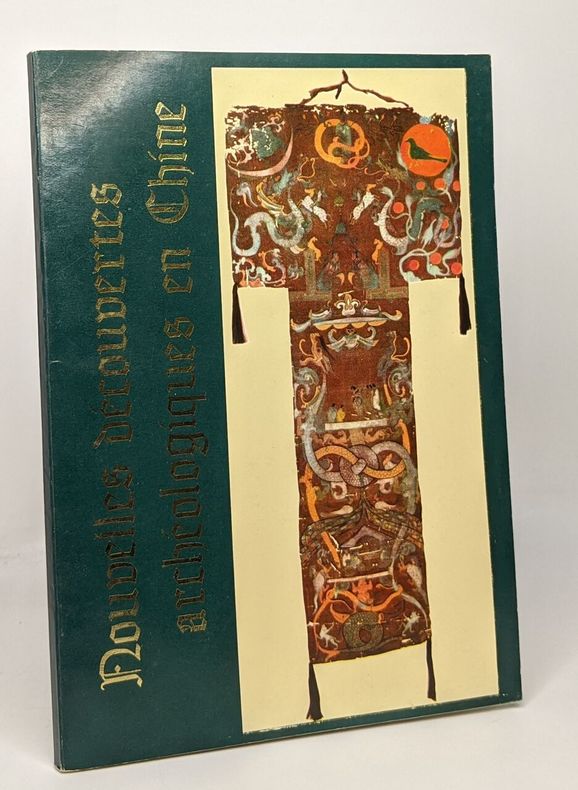 Nouvelles découvertes
archéologiques en Chine